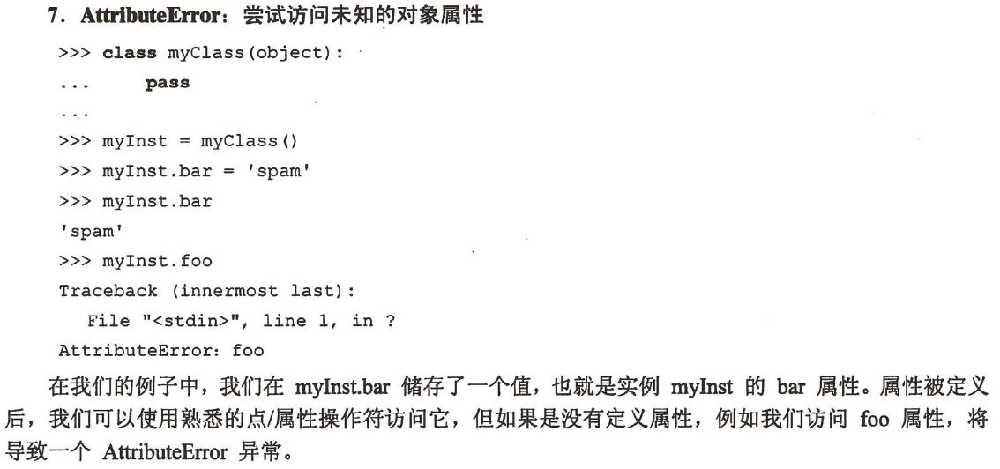 7. AttributeError：尝试访问未知的对象属性
>>> class myClass(object):
...     pass
...
>>> myInst = myClass()
>>> myInst.bar = 'spam'
>>> myInst.bar
'spam'
>>> myInst.foo
Traceback (innermost last):
  File "<stdin>", line 1, in ?
AttributeError: foo
在我们的例子中，我们在 myInst.bar 储存了一个值，也就是实例 myInst 的 bar 属性。属性被定义
后，我们可以使用熟悉的点/属性操作符访问它，但如果是没有定义属性，例如我们访问 foo 属性，将
导致一个 AttributeError 异常。